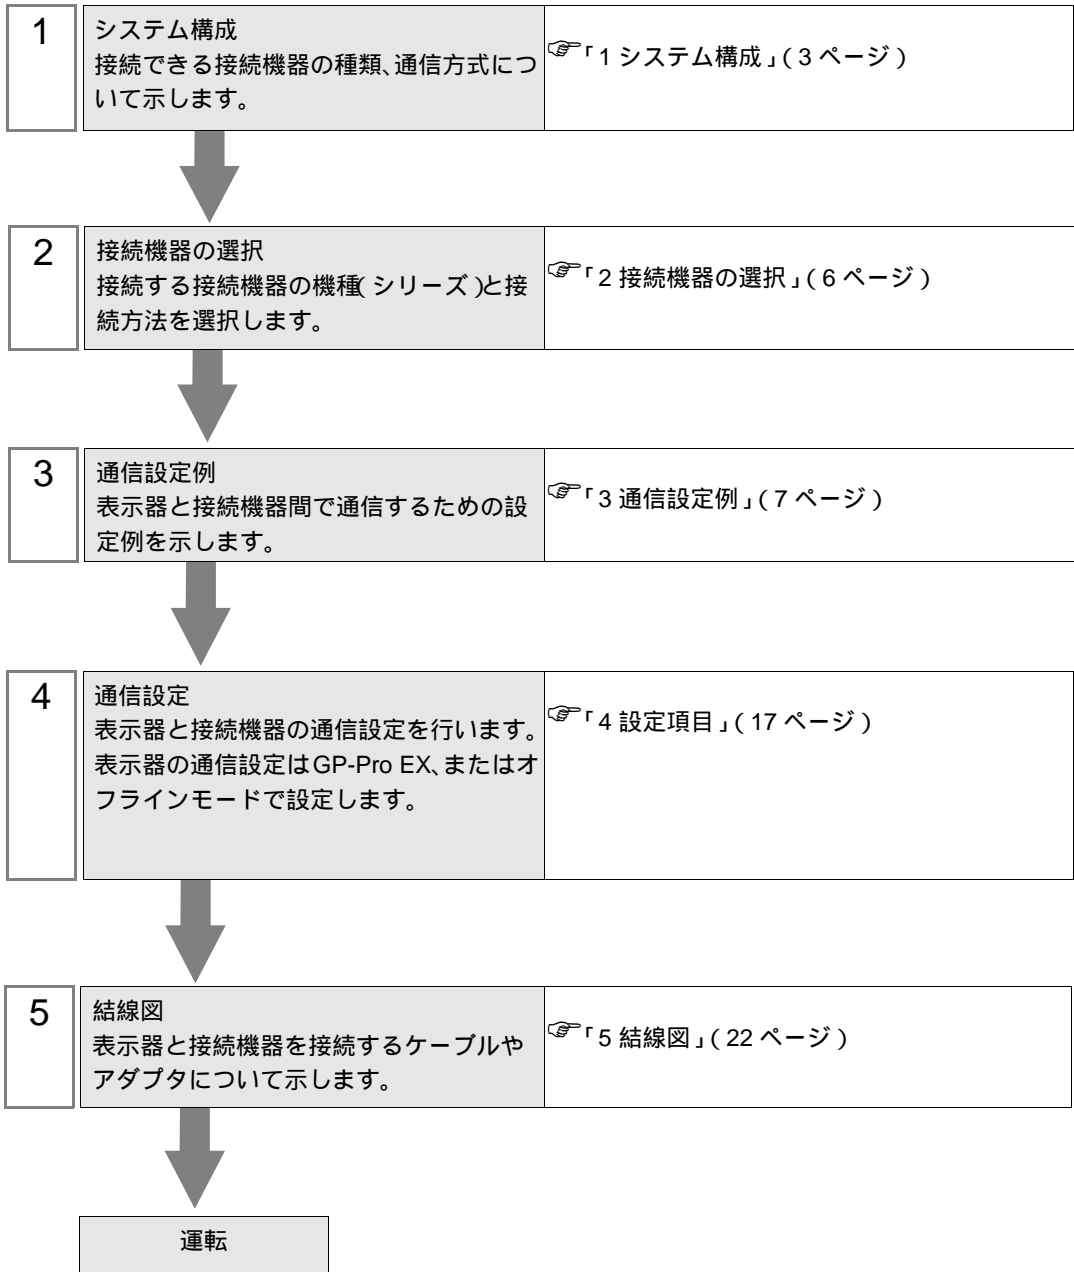 1
システム構成
接続できる接続機器の種類、通信方式につ
いて示します。
☞「1 システム構成」( 3 ページ )
2
接続機器の選択
接続する接続機器の機種( シリーズ )と接
続方法を選択します。
☞「2 接続機器の選択」( 6 ページ )
3
通信設定例
表示器と接続機器間で通信するための設
定例を示します。
☞「3 通信設定例」( 7 ページ )
4
通信設定
表示器と接続機器の通信設定を行います。
表示器の通信設定はGP-Pro EX、またはオ
フラインモードで設定します。
☞「4 設定項目」( 17 ページ )
5
結線図
表示器と接続機器を接続するケーブルや
アダプタについて示します。
☞「5 結線図」( 22 ページ )
運転